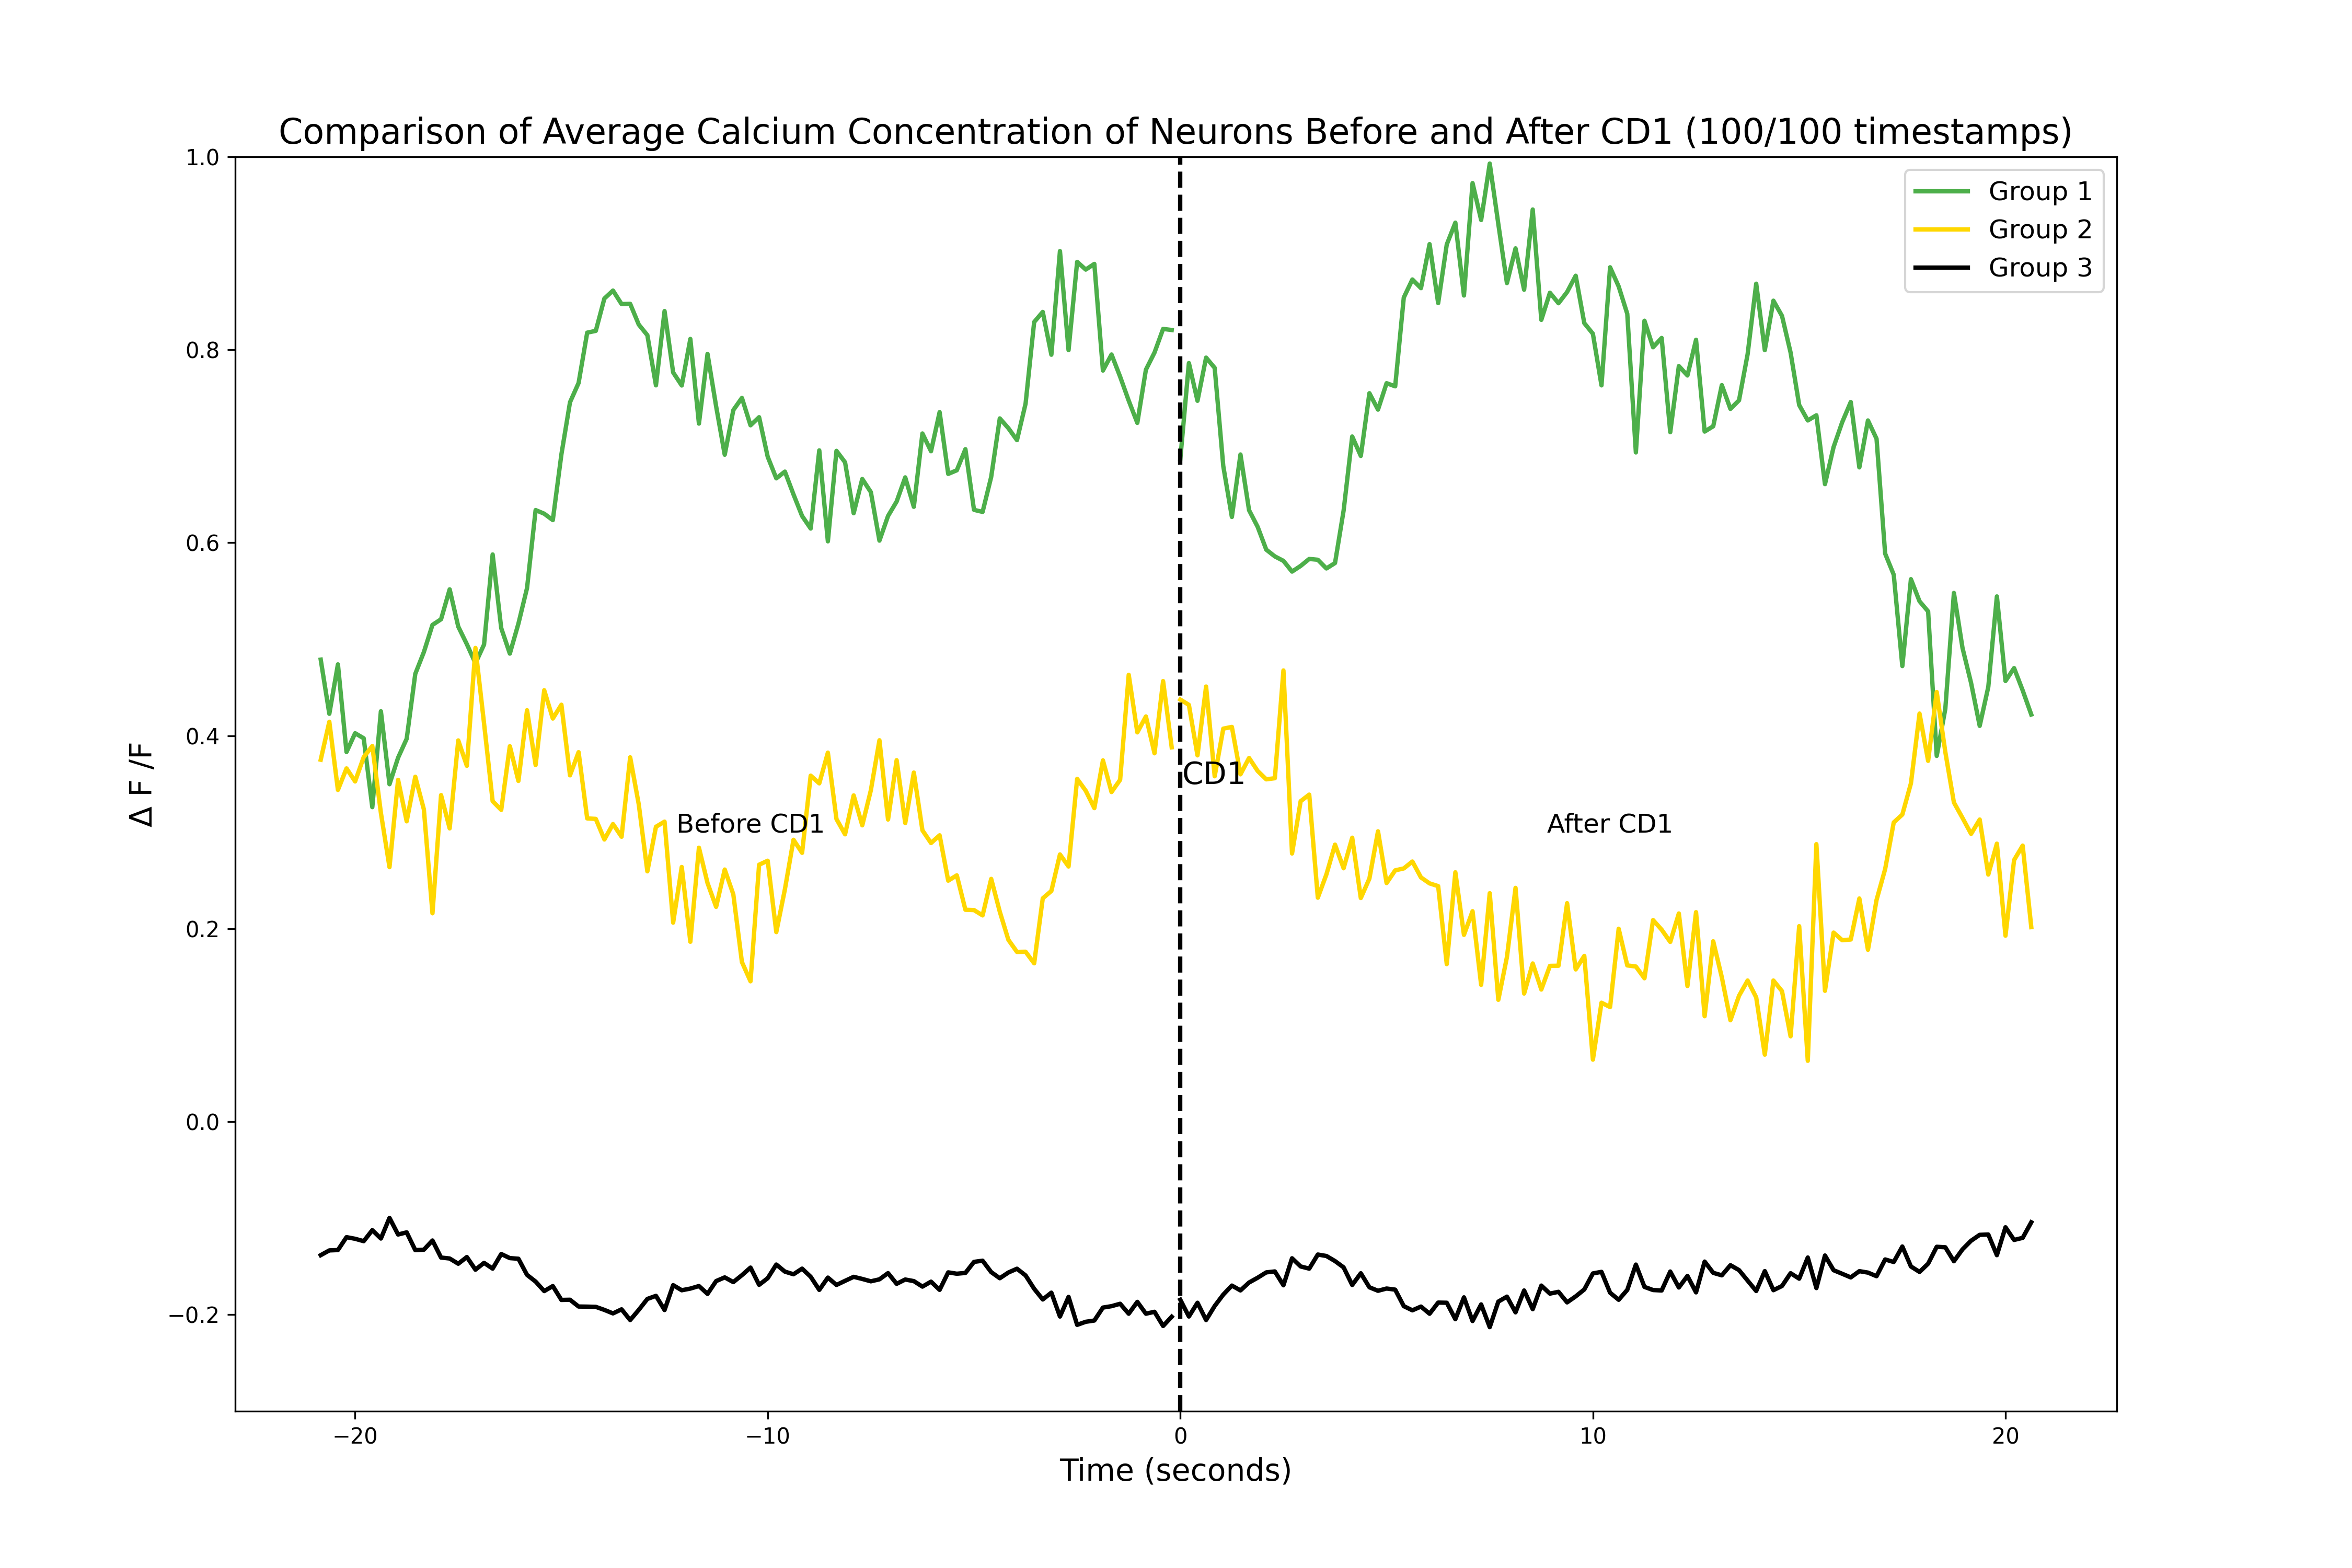 Comparison of Average Calcium Concentration of Neurons Before and After CD1 (100/100 timestamps)
1.0
0.8
0.6
0.4
0.2
0.0
−0.2
Δ F /F
Group 1
Group 2
Group 3
CD1
Before CD1
After CD1
−20
−10
0
10
20
Time (seconds)